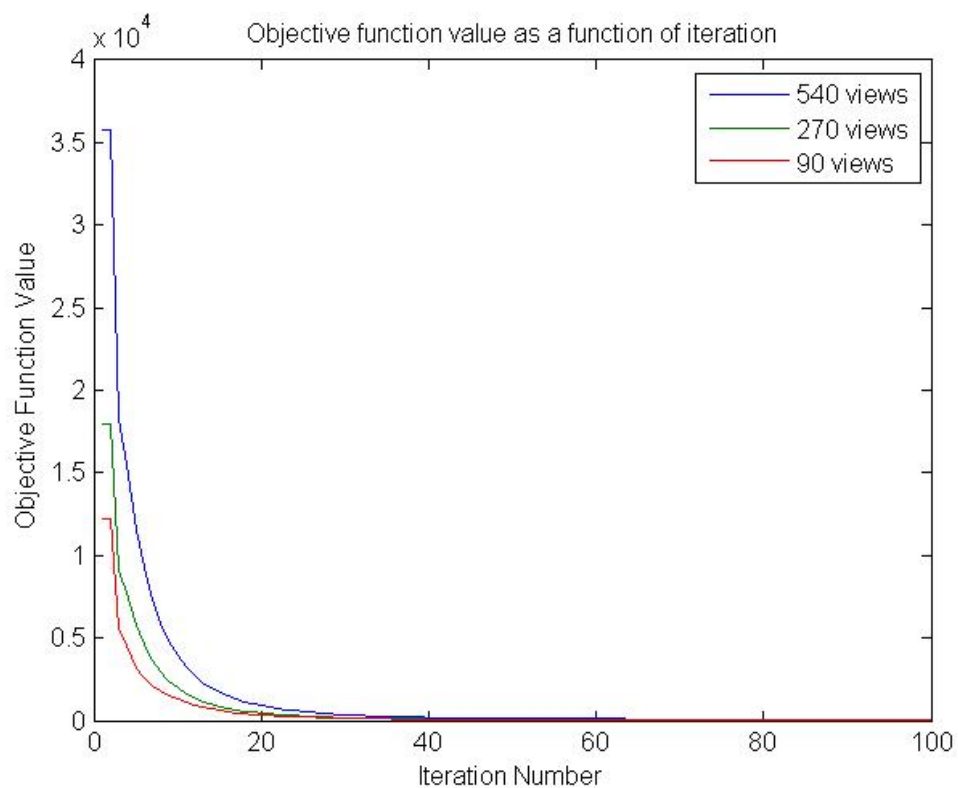 x 10^4
Objective function value as a function of iteration
4
3.5
3
2.5
2
1.5
1
0.5
0
Objective Function Value
540 views
270 views
90 views
0 20 40 60 80 100
Iteration Number